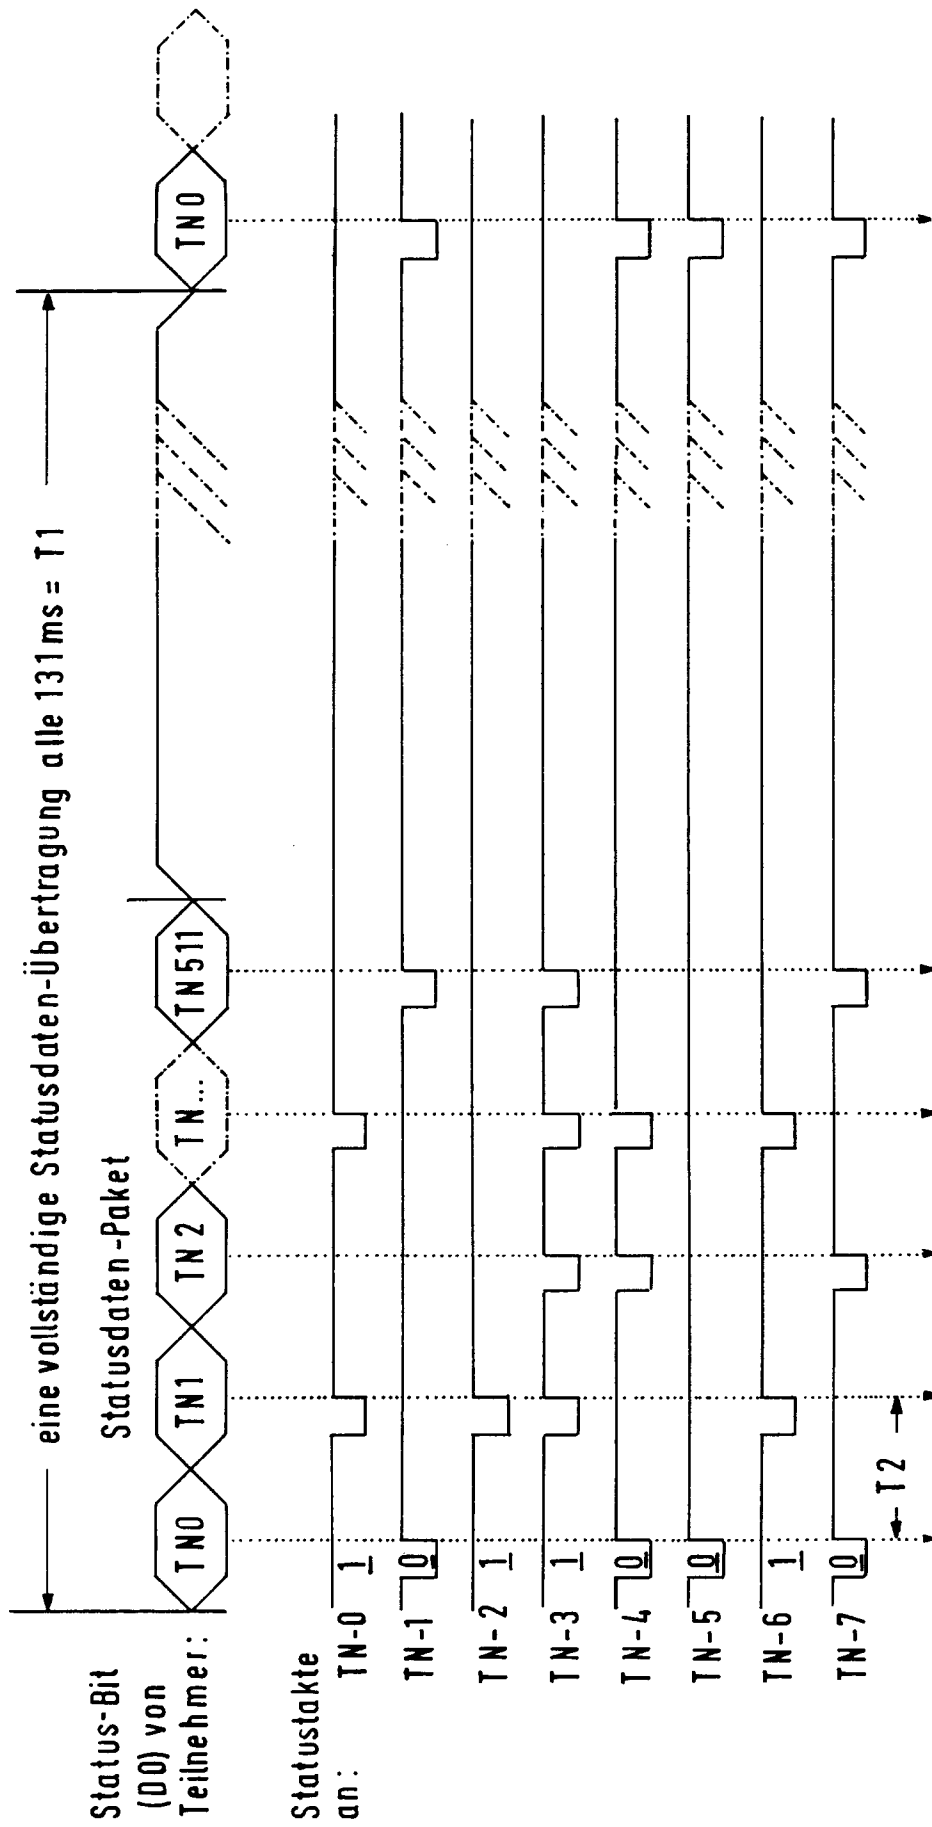 eine vollständige Statusdaten-Übertragung alle 131ms = T1
Statusdaten-Paket
Status-Bit
(D0) von
Teilnehmer:
TN0
TN1
TN2
TN...
TN511
TN0
Statustakte
an:
TN-0
1
TN-1
0
TN-2
1
TN-3
1
TN-4
0
TN-5
0
TN-6
1
TN-7
0
T2